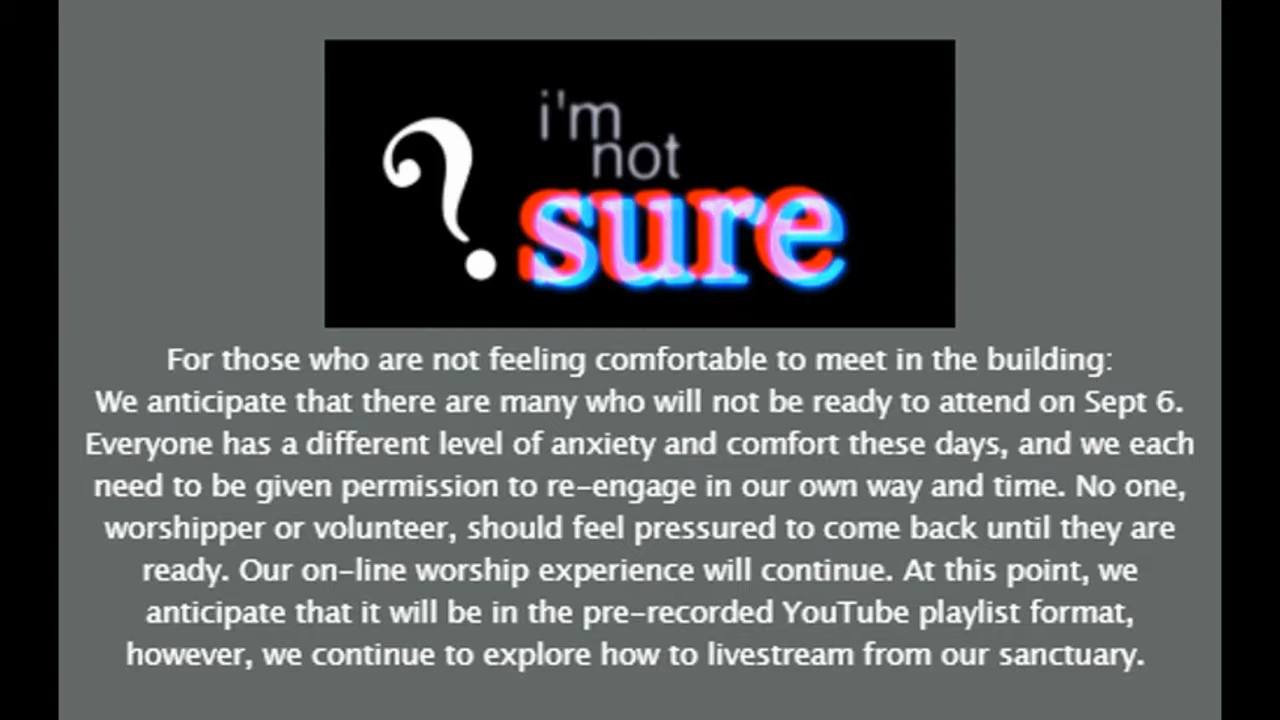 ?
i'm
not
sure
For those who are not feeling comfortable to meet in the building:
We anticipate that there are many who will not be ready to attend on Sept 6.
Everyone has a different level of anxiety and comfort these days, and we each
need to be given permission to re-engage in our own way and time. No one,
worshipper or volunteer, should feel pressured to come back until they are
ready. Our on-line worship experience will continue. At this point, we
anticipate that it will be in the pre-recorded YouTube playlist format,
however, we continue to explore how to livestream from our sanctuary.